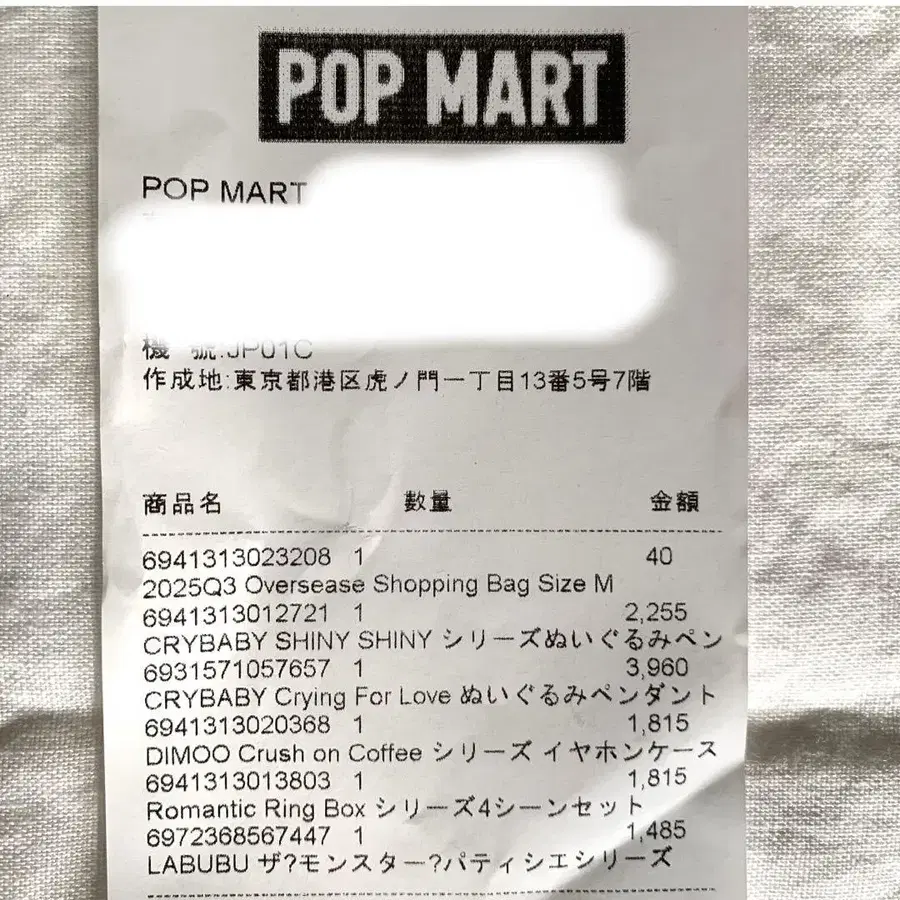 POP MART
POP MART
機 號:JP01C
作成地:東京都港区虎ノ門一丁目13番5号7階
商品名 数量 金額
6941313023208 1 40
2025Q3 Oversease Shopping Bag Size M
6941313012721 1 2,255
CRYBABY SHINY SHINY シリーズぬいぐるみペン
6931571057657 1 3,960
CRYBABY Crying For Love ぬいぐるみペンダント
6941313020368 1 1,815
DIMOO Crush on Coffee シリーズ イヤホンケース
6941313013803 1 1,815
Romantic Ring Box シリーズ4シーンセット
6972368567447 1 1,485
LABUBU ザ?モンスター?パティシエシリーズ